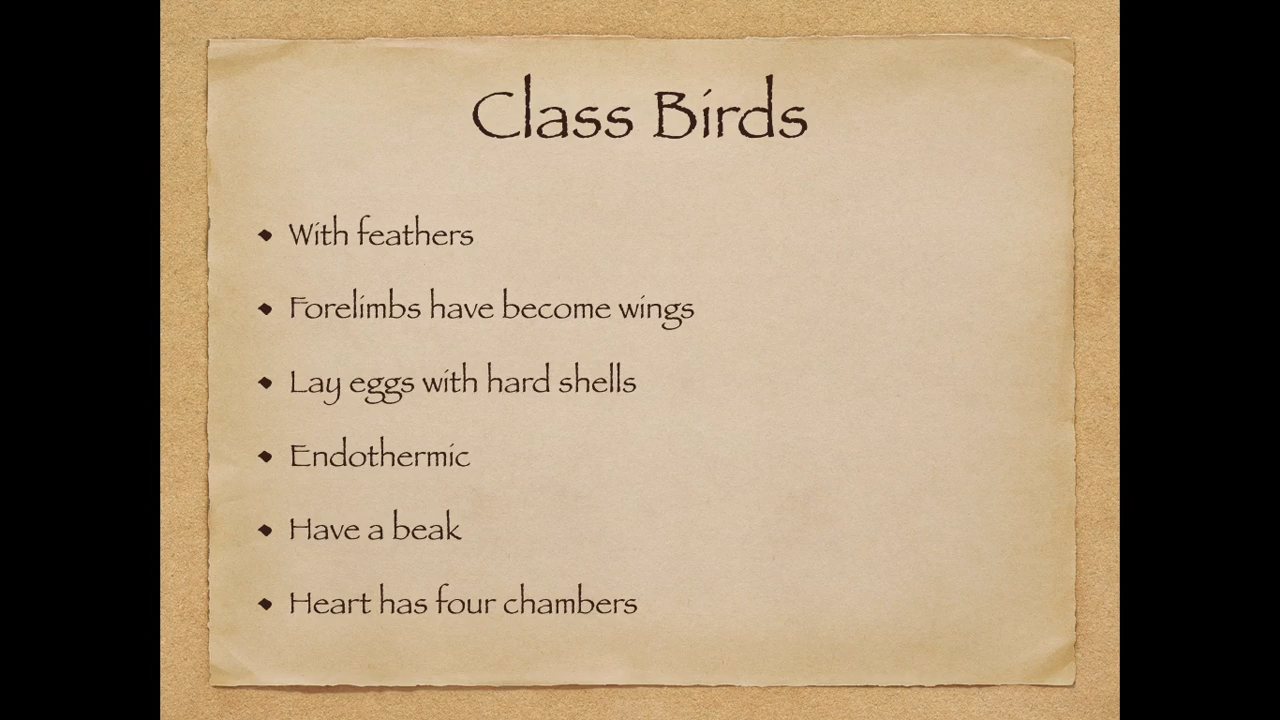 Class Birds
• With feathers
• Forelimbs have become wings
• Lay eggs with hard shells
• Endothermic
• Have a beak
• Heart has four chambers